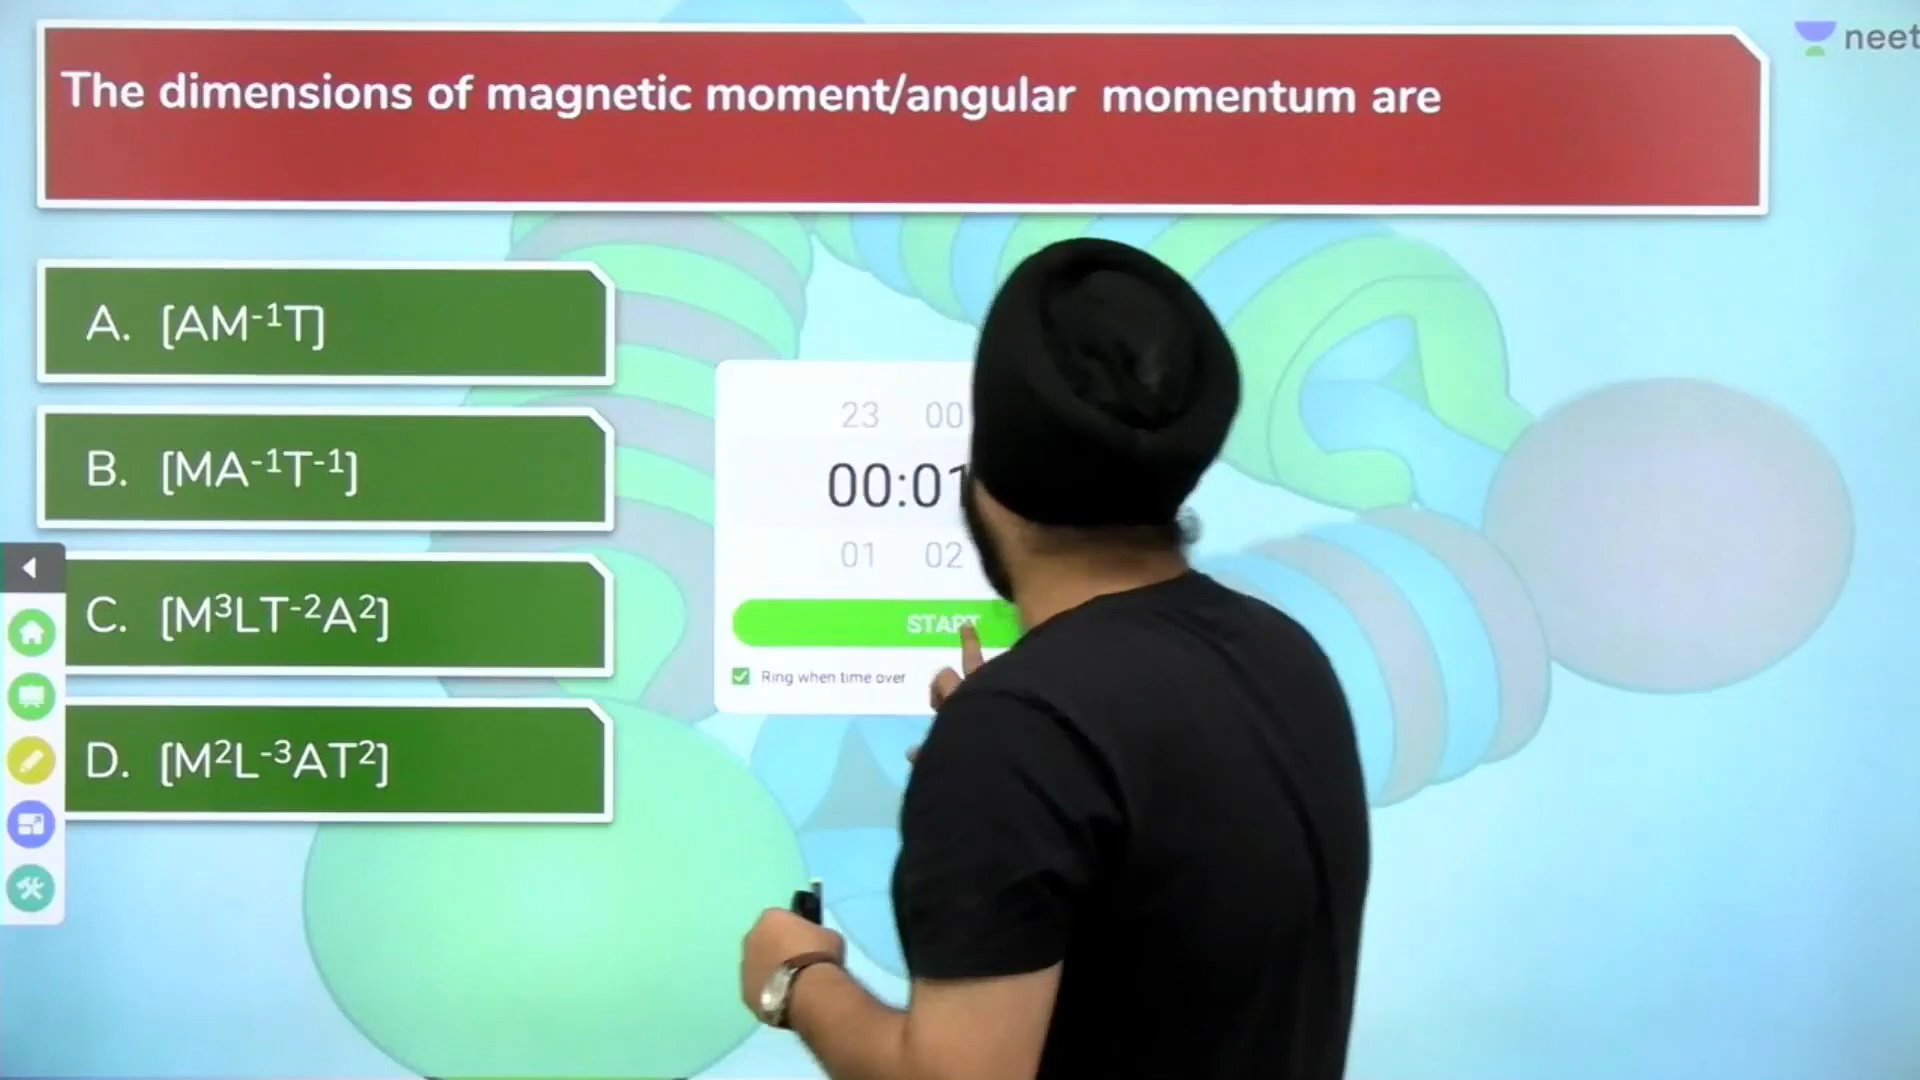 The dimensions of magnetic moment/angular momentum are
neet
A. [AM⁻¹T]
B. [MA⁻¹T⁻¹]
C. [M³LT⁻²A²]
D. [M²L⁻³AT²]
23 00
00:01
01 02
START
Ring when time over